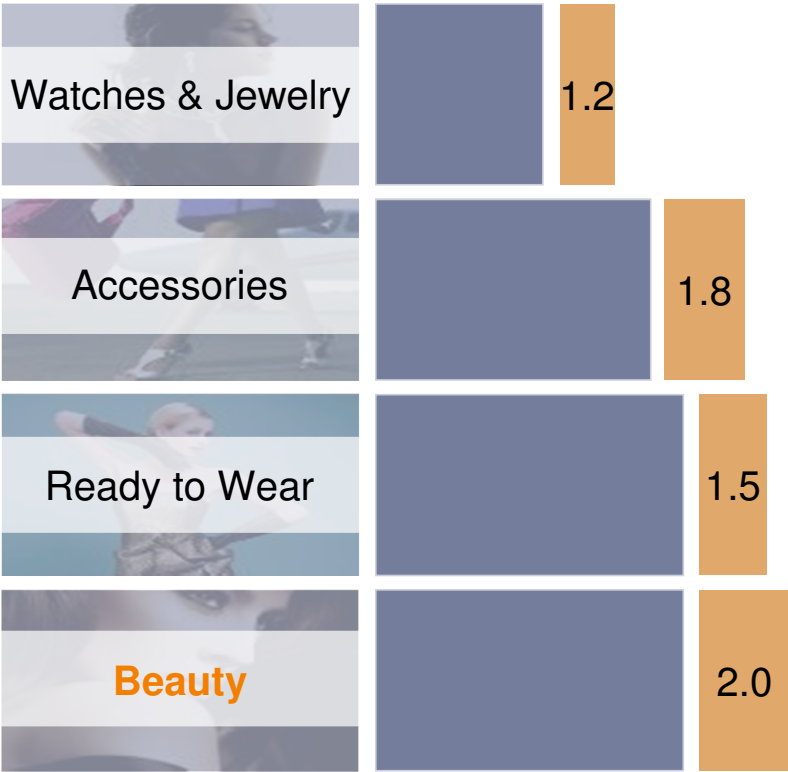 Watches & Jewelry
1.2
Accessories
1.8
Ready to Wear
1.5
Beauty
2.0